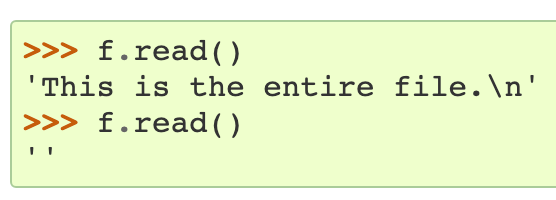 >>> f.read()
'This is the entire file.\n'
>>> f.read()
''